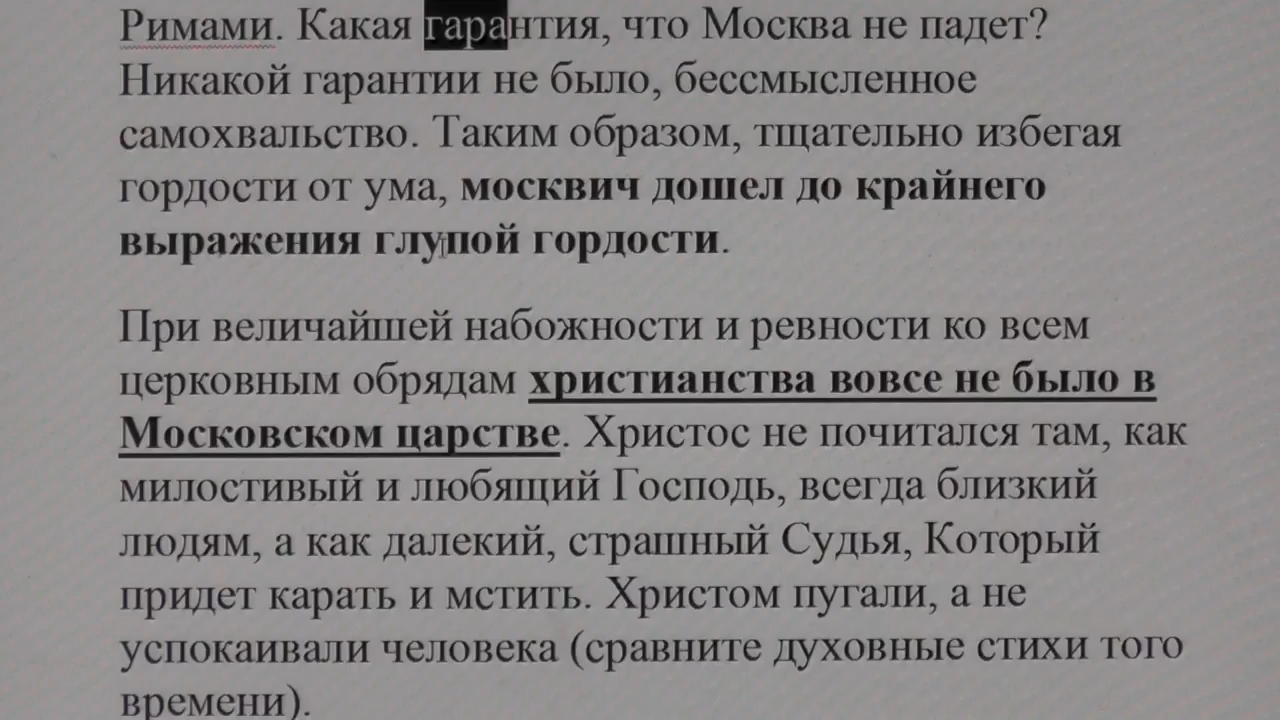 Римами. Какая гарантия, что Москва не падет?
Никакой гарантии не было, бессмысленное
самохвальство. Таким образом, тщательно избегая
гордости от ума, москвич дошел до крайнего
выражения глупой гордости.
При величайшей набожности и ревности ко всем
церковным обрядам христианства вовсе не было в
Московском царстве. Христос не почитался там, как
милостивый и любящий Господь, всегда близкий
людям, а как далекий, страшный Судья, Который
придет карать и мстить. Христом пугали, а не
успокаивали человека (сравните духовные стихи того
времени).